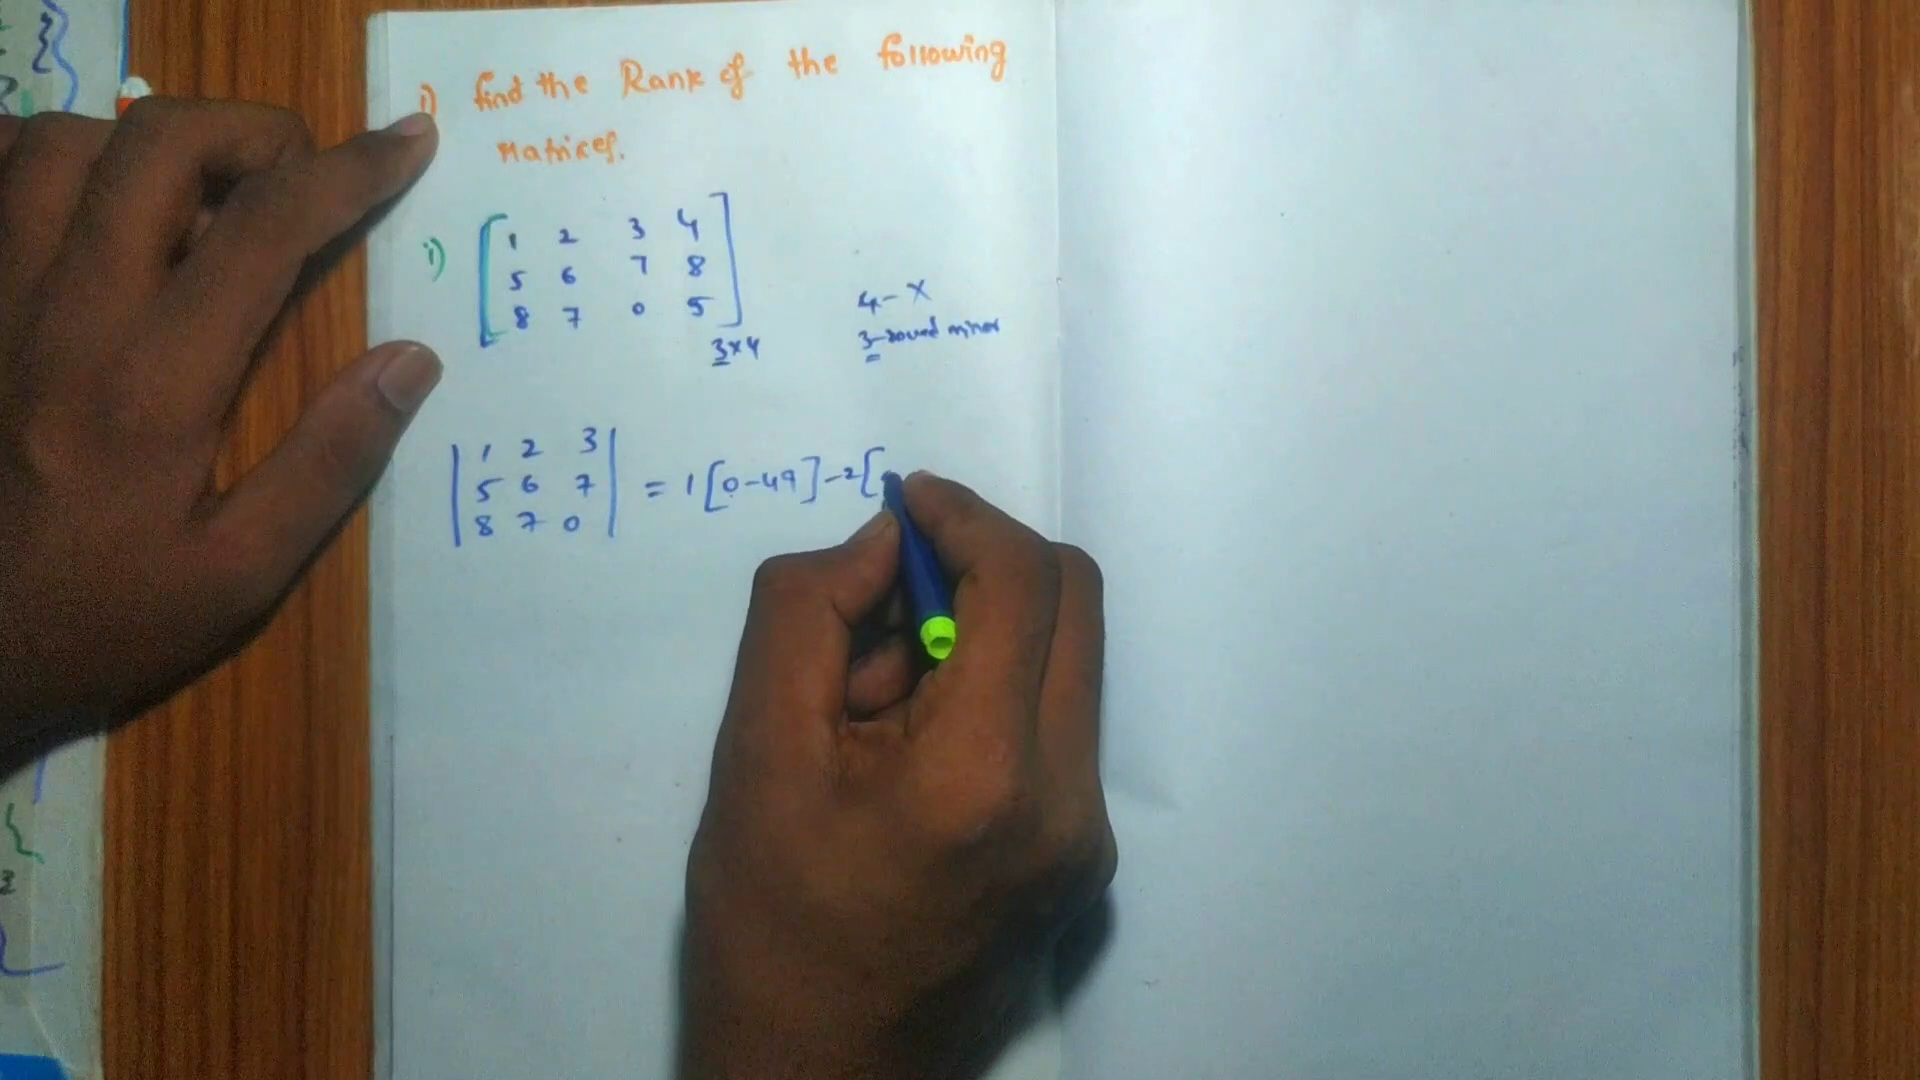 i) find the Rank of the following
Matrices.
i) [ 1 2 3 4
5 6 7 8
8 7 0 5 ]
3×4
4 - X
3- minor
| 1 2 3
5 6 7
8 7 0 | = 1 [0-49] -2 [